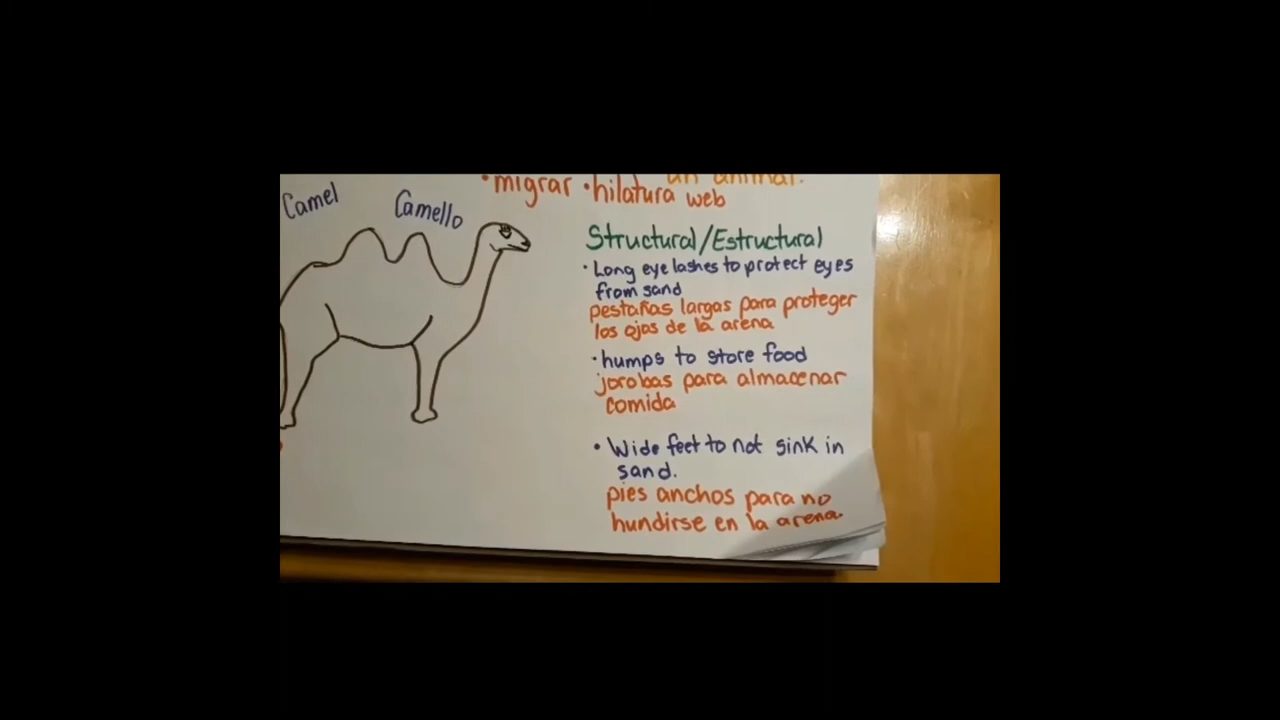 un animal.
•migrar •hilatura web
Camel
Camello
Structural/Estructural
•Long eye lashes to protect eyes
from sand
pestañas largas para proteger
los ojos de la arena
•humps to store food
jorobas para almacenar
comida
•Wide feet to not sink in
sand.
pies anchos para no
hundirse en la arena.